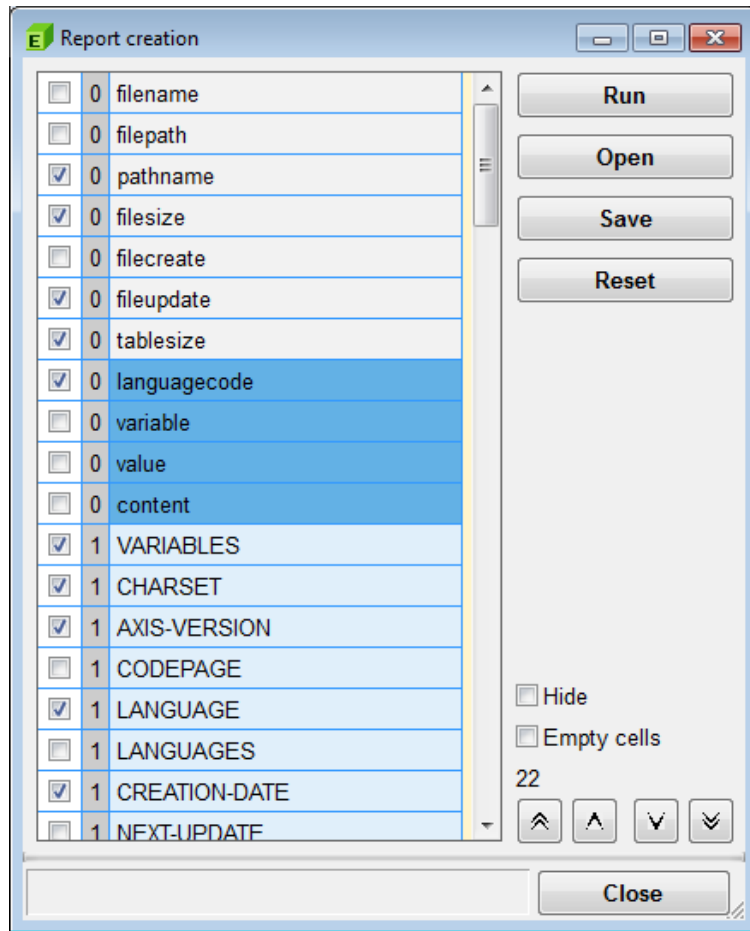 E Report creation
0 filename
0 filepath
0 pathname
0 filesize
0 filecreate
0 fileupdate
0 tablesize
0 languagecode
0 variable
0 value
0 content
1 VARIABLES
1 CHARSET
1 AXIS-VERSION
1 CODEPAGE
1 LANGUAGE
1 LANGUAGES
1 CREATION-DATE
1 NEXT-UPDATE
Run
Open
Save
Reset
Hide
Empty cells
22
Close